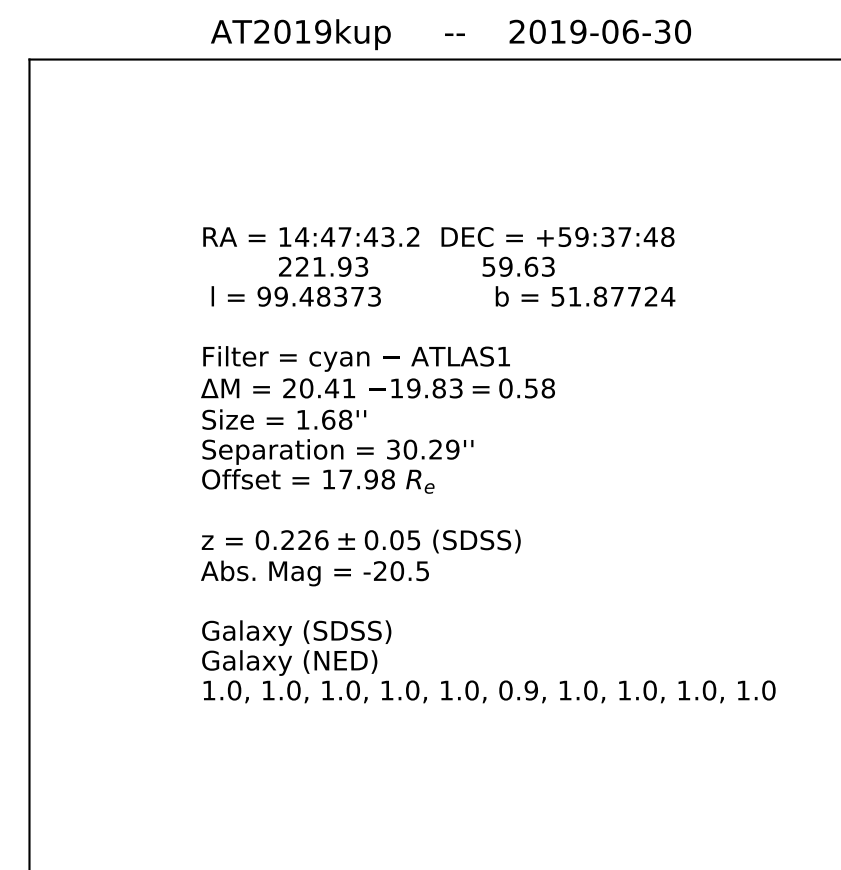 AT2019kup -- 2019-06-30
RA = 14:47:43.2 DEC = +59:37:48
221.93 59.63
l = 99.48373 b = 51.87724
Filter = cyan − ATLAS1
ΔM = 20.41 −19.83 = 0.58
Size = 1.68''
Separation = 30.29''
Offset = 17.98 Rₑ
z = 0.226 ± 0.05 (SDSS)
Abs. Mag = -20.5
Galaxy (SDSS)
Galaxy (NED)
1.0, 1.0, 1.0, 1.0, 1.0, 0.9, 1.0, 1.0, 1.0, 1.0